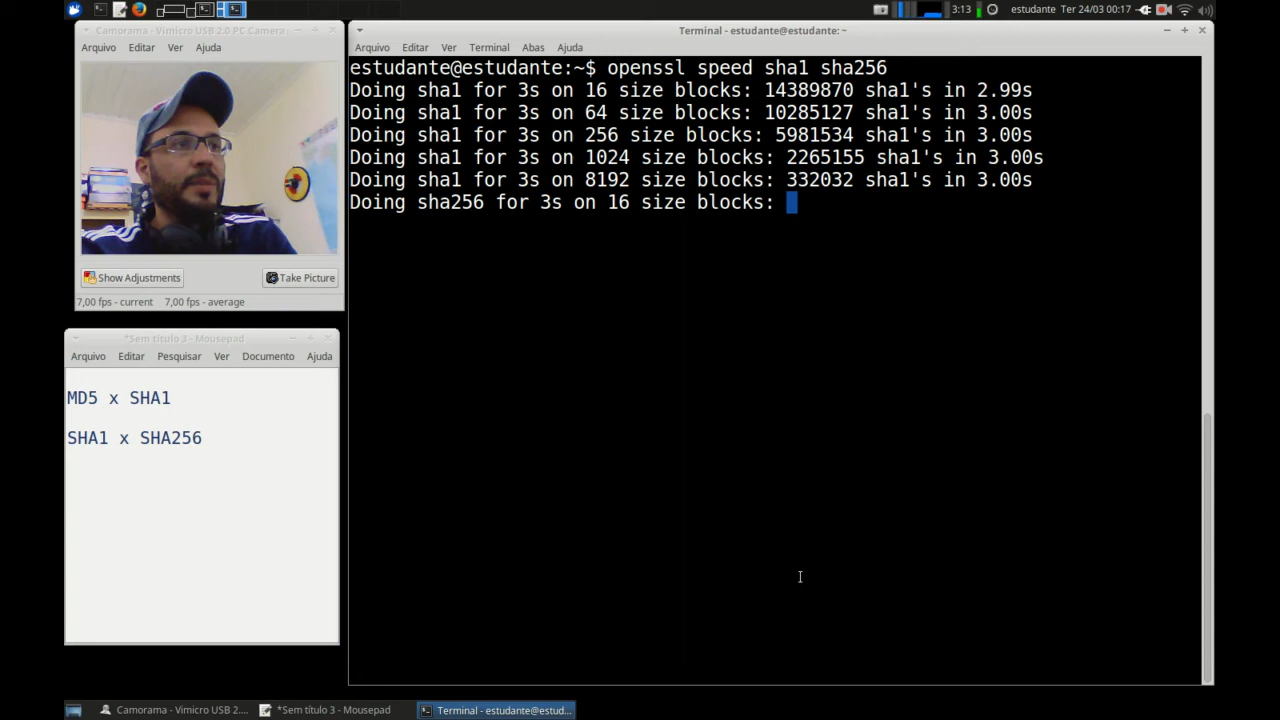 3:13 estudante Ter 24/03 00:17
Camorama - Vimicro USB 2.0 PC Camera
Arquivo Editar Ver Ajuda
Show Adjustments Take Picture
7,00 fps - current 7,00 fps - average
*Sem título 3 - Mousepad
Arquivo Editar Pesquisar Ver Documento Ajuda
MD5 x SHA1
SHA1 x SHA256
Terminal - estudante@estudante: ~
Arquivo Editar Ver Terminal Abas Ajuda
estudante@estudante:~$ openssl speed sha1 sha256
Doing sha1 for 3s on 16 size blocks: 14389870 sha1's in 2.99s
Doing sha1 for 3s on 64 size blocks: 10285127 sha1's in 3.00s
Doing sha1 for 3s on 256 size blocks: 5981534 sha1's in 3.00s
Doing sha1 for 3s on 1024 size blocks: 2265155 sha1's in 3.00s
Doing sha1 for 3s on 8192 size blocks: 332032 sha1's in 3.00s
Doing sha256 for 3s on 16 size blocks:
Camorama - Vimicro USB 2.... *Sem título 3 - Mousepad Terminal - estudante@estud...